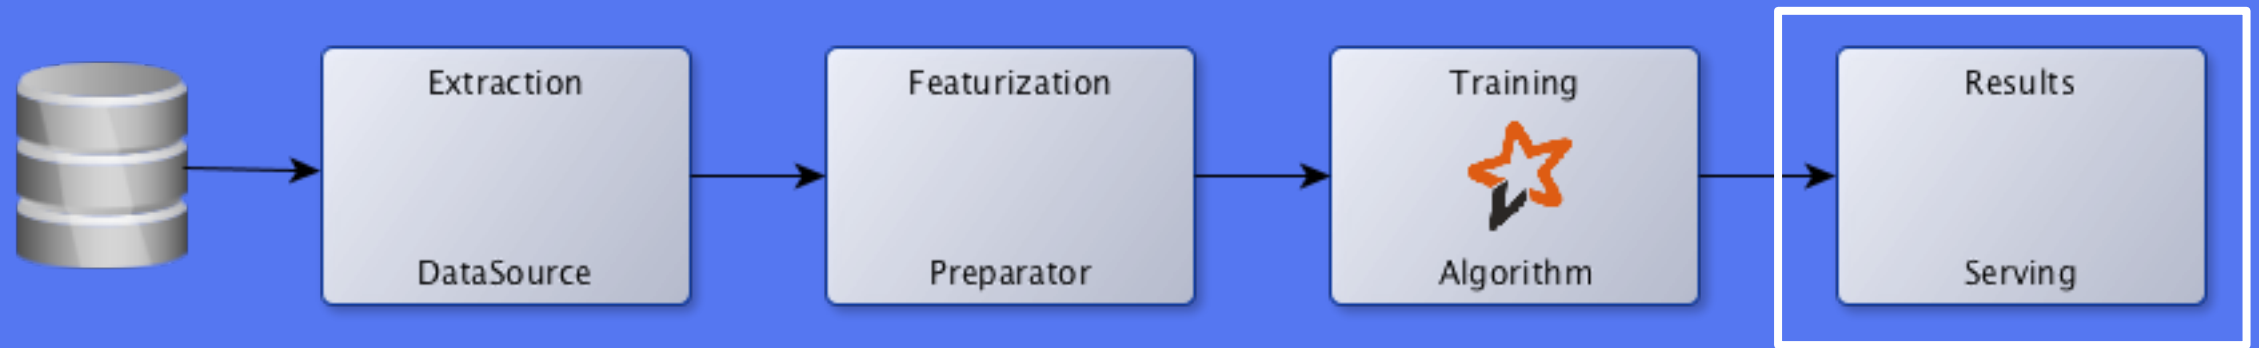 Extraction
DataSource
Featurization
Preparator
Training
Algorithm
Results
Serving